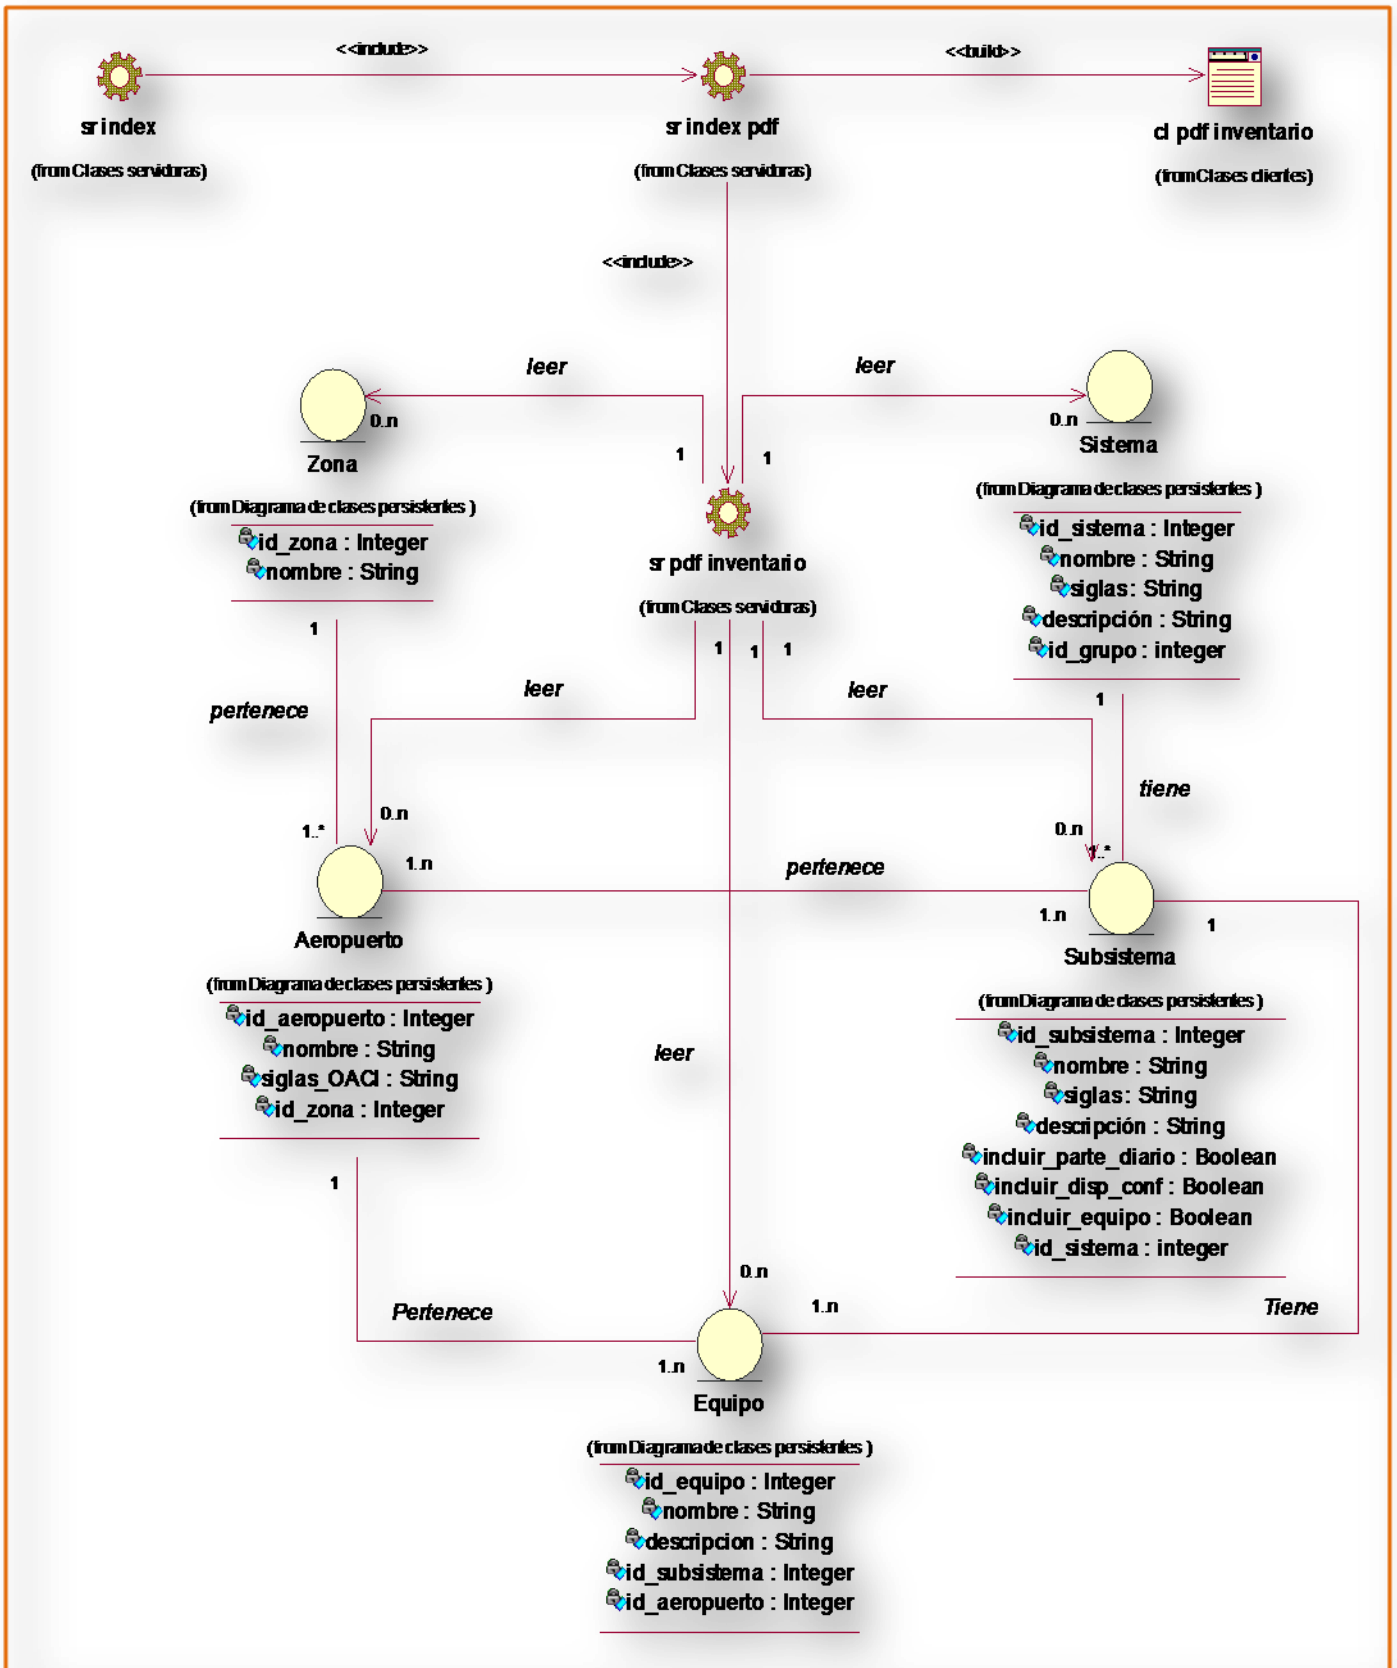 <<include>>
<<build>>
sr index
sr index pdf
cl pdf inventario
(from Clases servidoras)
(from Clases servidoras)
(from Clases clientes)
<<include>>
leer
leer
0..n
0..n
Zona
Sistema
1
1
(from Diagrama de clases persistentes )
(from Diagrama de clases persistentes )
id_zona : Integer
nombre : String
id_sistema : Integer
nombre : String
siglas: String
descripción : String
id_grupo : integer
sr pdf inventario
(from Clases servidoras)
1
1
1
1
1
leer
leer
pertenece
tiene
0..n
1..*
0..n
1..*
1..n
pertenece
1..n
1
Aeropuerto
Subsistema
(from Diagrama de clases persistentes )
(from Diagrama de clases persistentes )
id_aeropuerto : Integer
nombre : String
siglas_OACI : String
id_zona : Integer
id_subsistema : Integer
nombre : String
siglas: String
descripción : String
incluir_parte_diario : Boolean
incluir_disp_conf : Boolean
incluir_equipo : Boolean
id_sistema : integer
leer
1
0..n
Pertenece
1..n
Tiene
1..n
Equipo
(from Diagrama de clases persistentes )
id_equipo : Integer
nombre : String
descripcion : String
id_subsistema : Integer
id_aeropuerto : Integer